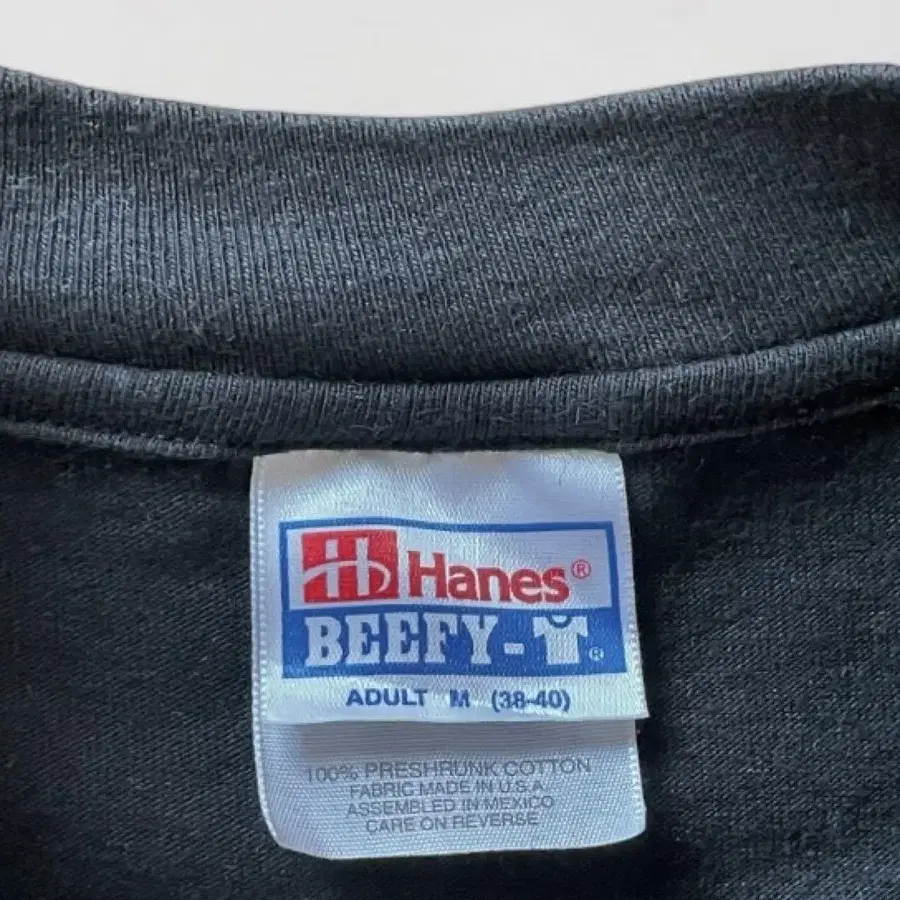 H Hanes®
BEEFY-T®
ADULT M (38-40)
100% PRESHRUNK COTTON
FABRIC MADE IN U.S.A.
ASSEMBLED IN MEXICO
CARE ON REVERSE